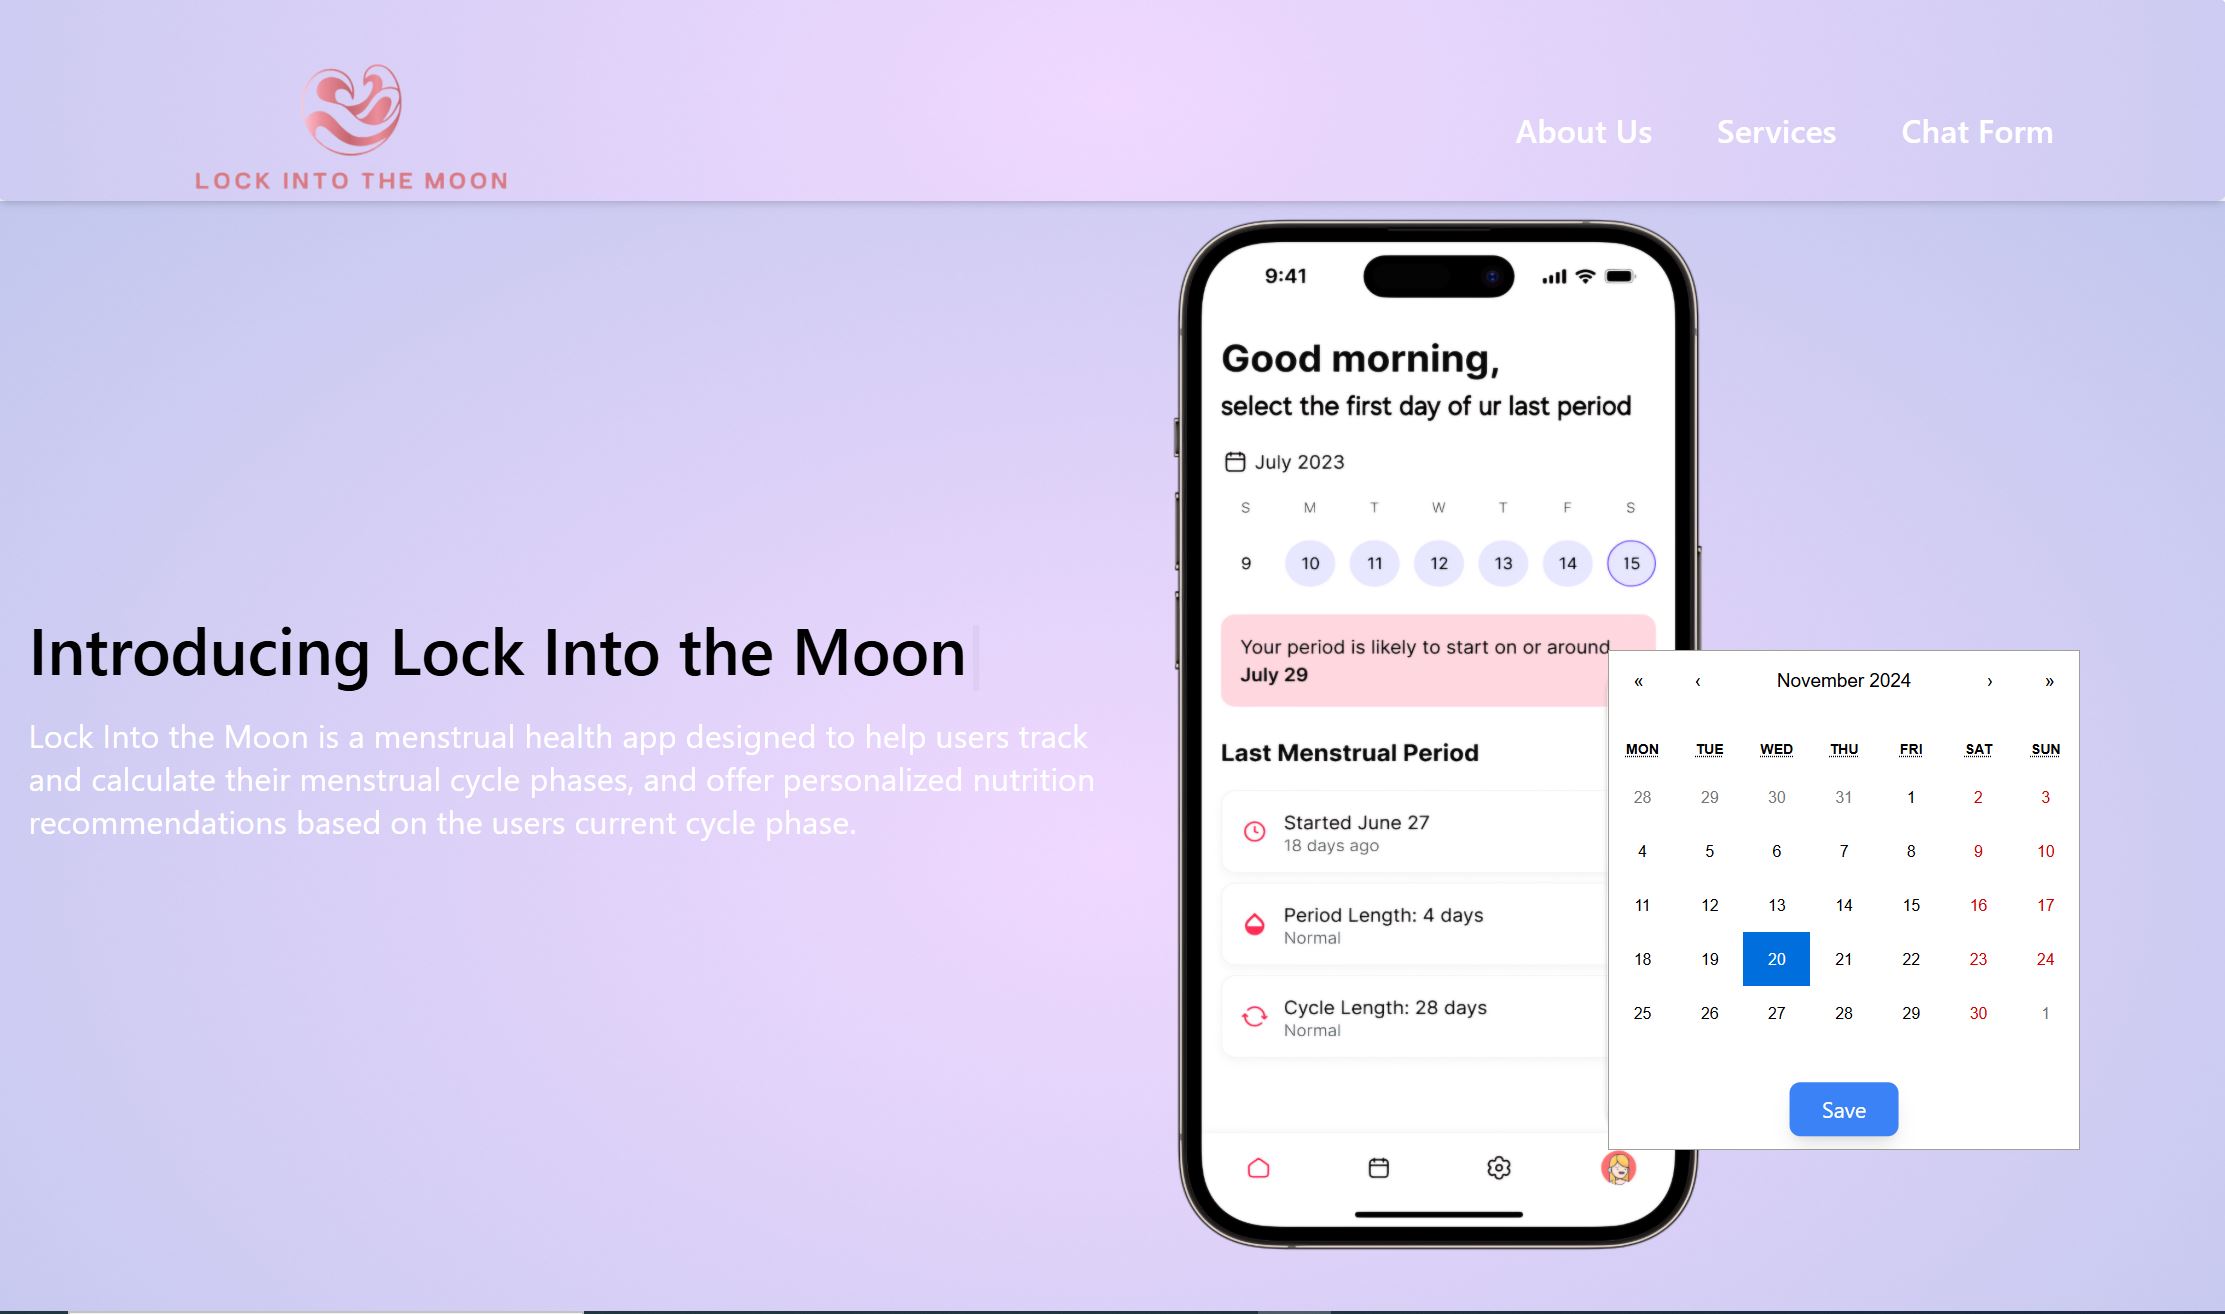 LOCK INTO THE MOON
About Us Services Chat Form
Introducing Lock Into the Moon
Lock Into the Moon is a menstrual health app designed to help users track
and calculate their menstrual cycle phases, and offer personalized nutrition
recommendations based on the users current cycle phase.
9:41
Good morning,
select the first day of ur last period
July 2023
S M T W T F S
9 10 11 12 13 14 15
Your period is likely to start on or around
July 29
Last Menstrual Period
Started June 27
18 days ago
Period Length: 4 days
Normal
Cycle Length: 28 days
Normal
« ‹ November 2024 › »
MON TUE WED THU FRI SAT SUN
28 29 30 31 1 2 3
4 5 6 7 8 9 10
11 12 13 14 15 16 17
18 19 20 21 22 23 24
25 26 27 28 29 30 1
Save